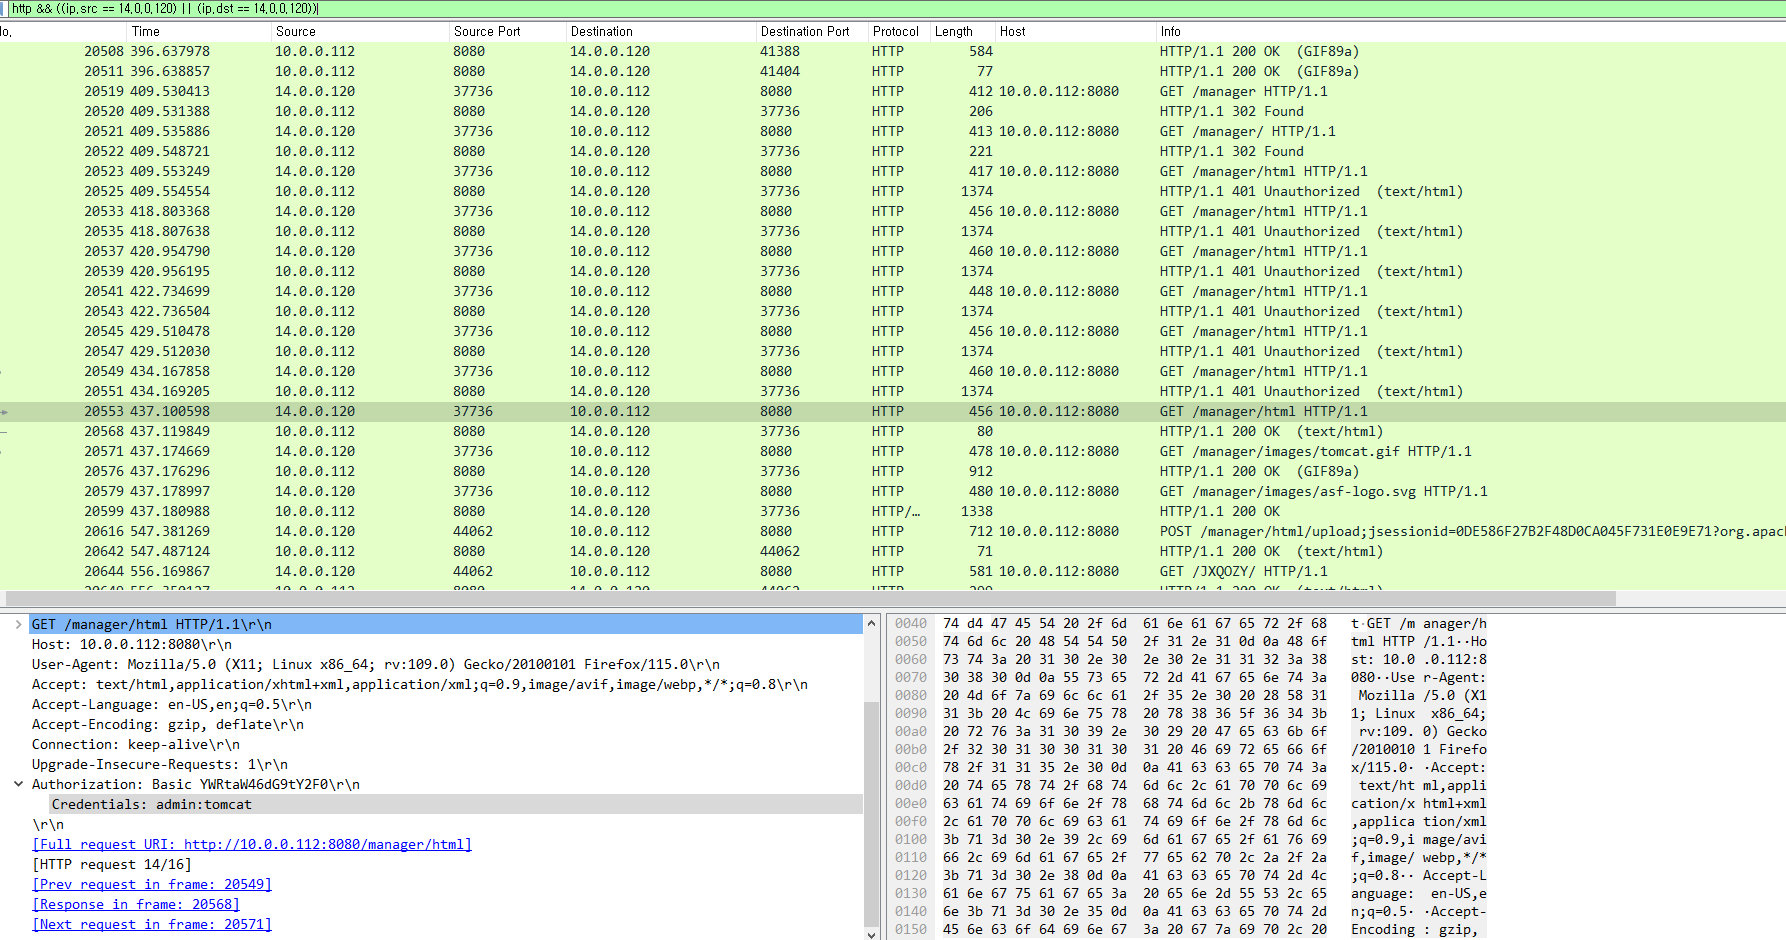 http && ((ip.src == 14.0.0.120) || (ip.dst == 14.0.0.120))
No. Time Source Source Port Destination Destination Port Protocol Length Host Info
20508 396.637978 10.0.0.112 8080 14.0.0.120 41388 HTTP 584 HTTP/1.1 200 OK (GIF89a)
20511 396.638857 10.0.0.112 8080 14.0.0.120 41404 HTTP 77 HTTP/1.1 200 OK (GIF89a)
20519 409.530413 14.0.0.120 37736 10.0.0.112 8080 HTTP 412 10.0.0.112:8080 GET /manager HTTP/1.1
20520 409.531388 10.0.0.112 8080 14.0.0.120 37736 HTTP 206 HTTP/1.1 302 Found
20521 409.535886 14.0.0.120 37736 10.0.0.112 8080 HTTP 413 10.0.0.112:8080 GET /manager/ HTTP/1.1
20522 409.548721 10.0.0.112 8080 14.0.0.120 37736 HTTP 221 HTTP/1.1 302 Found
20523 409.553249 14.0.0.120 37736 10.0.0.112 8080 HTTP 417 10.0.0.112:8080 GET /manager/html HTTP/1.1
20525 409.554554 10.0.0.112 8080 14.0.0.120 37736 HTTP 1374 HTTP/1.1 401 Unauthorized (text/html)
20533 418.803368 14.0.0.120 37736 10.0.0.112 8080 HTTP 456 10.0.0.112:8080 GET /manager/html HTTP/1.1
20535 418.807638 10.0.0.112 8080 14.0.0.120 37736 HTTP 1374 HTTP/1.1 401 Unauthorized (text/html)
20537 420.954790 14.0.0.120 37736 10.0.0.112 8080 HTTP 460 10.0.0.112:8080 GET /manager/html HTTP/1.1
20539 420.956195 10.0.0.112 8080 14.0.0.120 37736 HTTP 1374 HTTP/1.1 401 Unauthorized (text/html)
20541 422.734699 14.0.0.120 37736 10.0.0.112 8080 HTTP 448 10.0.0.112:8080 GET /manager/html HTTP/1.1
20543 422.736504 10.0.0.112 8080 14.0.0.120 37736 HTTP 1374 HTTP/1.1 401 Unauthorized (text/html)
20545 429.510478 14.0.0.120 37736 10.0.0.112 8080 HTTP 456 10.0.0.112:8080 GET /manager/html HTTP/1.1
20547 429.512030 10.0.0.112 8080 14.0.0.120 37736 HTTP 1374 HTTP/1.1 401 Unauthorized (text/html)
20549 434.167858 14.0.0.120 37736 10.0.0.112 8080 HTTP 460 10.0.0.112:8080 GET /manager/html HTTP/1.1
20551 434.169205 10.0.0.112 8080 14.0.0.120 37736 HTTP 1374 HTTP/1.1 401 Unauthorized (text/html)
20553 437.100598 14.0.0.120 37736 10.0.0.112 8080 HTTP 456 10.0.0.112:8080 GET /manager/html HTTP/1.1
20568 437.119849 10.0.0.112 8080 14.0.0.120 37736 HTTP 80 HTTP/1.1 200 OK (text/html)
20571 437.174669 14.0.0.120 37736 10.0.0.112 8080 HTTP 478 10.0.0.112:8080 GET /manager/images/tomcat.gif HTTP/1.1
20576 437.176296 10.0.0.112 8080 14.0.0.120 37736 HTTP 912 HTTP/1.1 200 OK (GIF89a)
20579 437.178997 14.0.0.120 37736 10.0.0.112 8080 HTTP 480 10.0.0.112:8080 GET /manager/images/asf-logo.svg HTTP/1.1
20599 437.180988 10.0.0.112 8080 14.0.0.120 37736 HTTP/… 1338 HTTP/1.1 200 OK
20616 547.381269 14.0.0.120 44062 10.0.0.112 8080 HTTP 712 10.0.0.112:8080 POST /manager/html/upload;jsessionid=0DE586F27B2F48D0CA045F731E0E9E71?org.apac
20642 547.487124 10.0.0.112 8080 14.0.0.120 44062 HTTP 71 HTTP/1.1 200 OK (text/html)
20644 556.169867 14.0.0.120 44062 10.0.0.112 8080 HTTP 581 10.0.0.112:8080 GET /JXQOZY/ HTTP/1.1
GET /manager/html HTTP/1.1\r\n
Host: 10.0.0.112:8080\r\n
User-Agent: Mozilla/5.0 (X11; Linux x86_64; rv:109.0) Gecko/20100101 Firefox/115.0\r\n
Accept: text/html,application/xhtml+xml,application/xml;q=0.9,image/avif,image/webp,*/*;q=0.8\r\n
Accept-Language: en-US,en;q=0.5\r\n
Accept-Encoding: gzip, deflate\r\n
Connection: keep-alive\r\n
Upgrade-Insecure-Requests: 1\r\n
Authorization: Basic YWRtaW46dG9tY2F0\r\n
Credentials: admin:tomcat
\r\n
[Full request URI: http://10.0.0.112:8080/manager/html]
[HTTP request 14/16]
[Prev request in frame: 20549]
[Response in frame: 20568]
[Next request in frame: 20571]
0040 74 d4 47 45 54 20 2f 6d 61 6e 61 67 65 72 2f 68 t·GET /m anager/h
0050 74 6d 6c 20 48 54 54 50 2f 31 2e 31 0d 0a 48 6f tml HTTP /1.1··Ho
0060 73 74 3a 20 31 30 2e 30 2e 30 2e 31 31 32 3a 38 st: 10.0 .0.112:8
0070 30 38 30 0d 0a 55 73 65 72 2d 41 67 65 6e 74 3a 080··Use r-Agent:
0080 20 4d 6f 7a 69 6c 6c 61 2f 35 2e 30 20 28 58 31 Mozilla /5.0 (X1
0090 31 3b 20 4c 69 6e 75 78 20 78 38 36 5f 36 34 3b 1; Linux x86_64;
00a0 20 72 76 3a 31 30 39 2e 30 29 20 47 65 63 6b 6f rv:109. 0) Gecko
00b0 2f 32 30 31 30 30 31 30 31 20 46 69 72 65 66 6f /2010010 1 Firefo
00c0 78 2f 31 31 35 2e 30 0d 0a 41 63 63 65 70 74 3a x/115.0· ·Accept:
00d0 20 74 65 78 74 2f 68 74 6d 6c 2c 61 70 70 6c 69 text/ht ml,appli
00e0 63 61 74 69 6f 6e 2f 78 68 74 6d 6c 2b 78 6d 6c cation/x html+xml
00f0 2c 61 70 70 6c 69 63 61 74 69 6f 6e 2f 78 6d 6c ,applica tion/xml
0100 3b 71 3d 30 2e 39 2c 69 6d 61 67 65 2f 61 76 69 ;q=0.9,i mage/avi
0110 66 2c 69 6d 61 67 65 2f 77 65 62 70 2c 2a 2f 2a f,image/ webp,*/*
0120 3b 71 3d 30 2e 38 0d 0a 41 63 63 65 70 74 2d 4c ;q=0.8·· Accept-L
0130 61 6e 67 75 61 67 65 3a 20 65 6e 2d 55 53 2c 65 anguage: en-US,e
0140 6e 3b 71 3d 30 2e 35 0d 0a 41 63 63 65 70 74 2d n;q=0.5· ·Accept-
0150 45 6e 63 6f 64 69 6e 67 3a 20 67 7a 69 70 2c 20 Encoding : gzip,